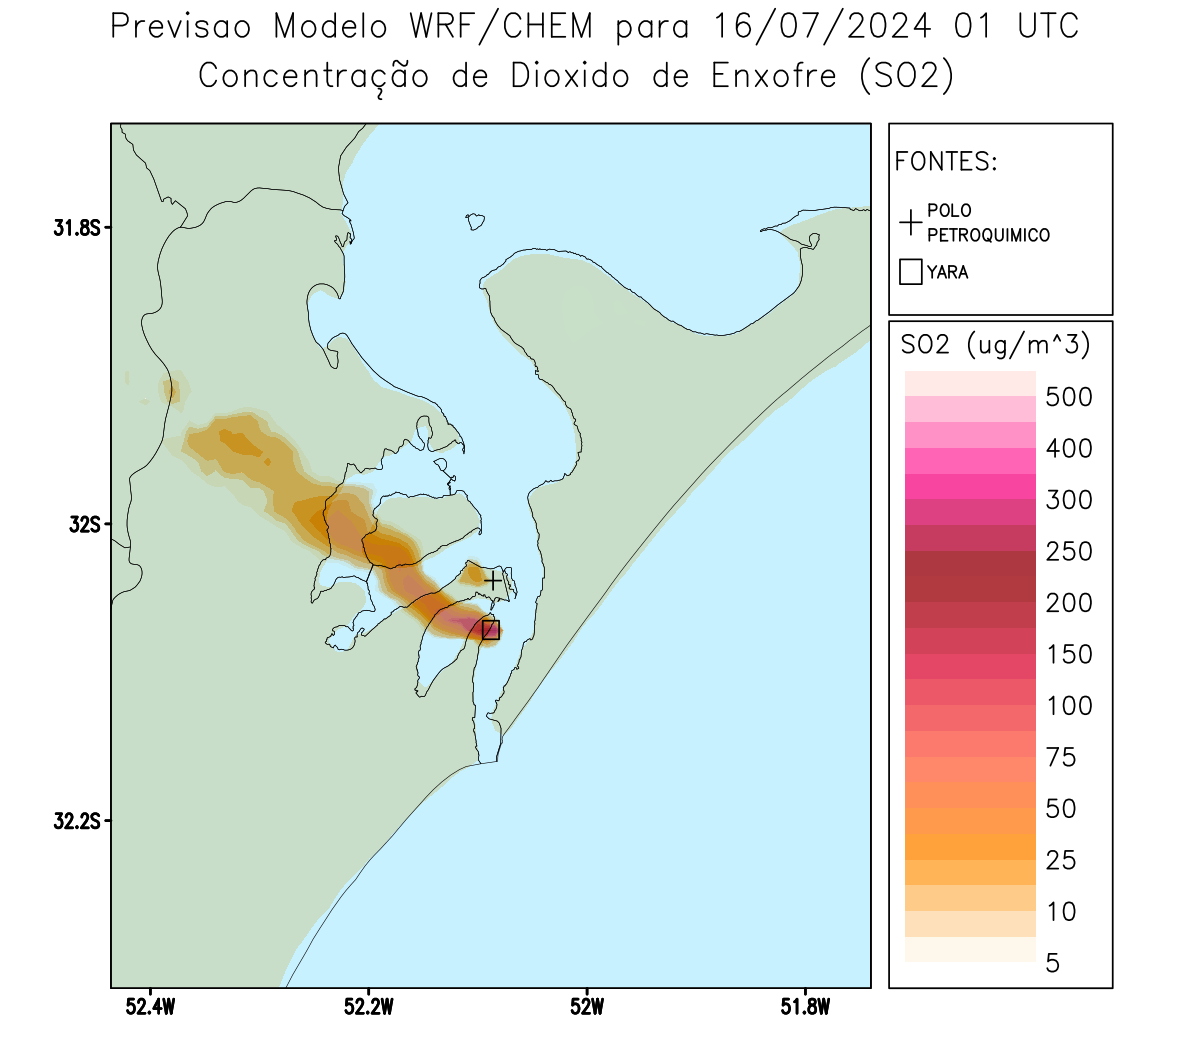 Previsao Modelo WRF/CHEM para 16/07/2024 01 UTC
Concentração de Dioxido de Enxofre (SO2)
FONTES:
POLO
PETROQUIMICO
YARA
SO2 (ug/m^3)
500
400
300
250
200
150
100
75
50
25
10
5
31.8S
32S
32.2S
52.4W
52.2W
52W
51.8W